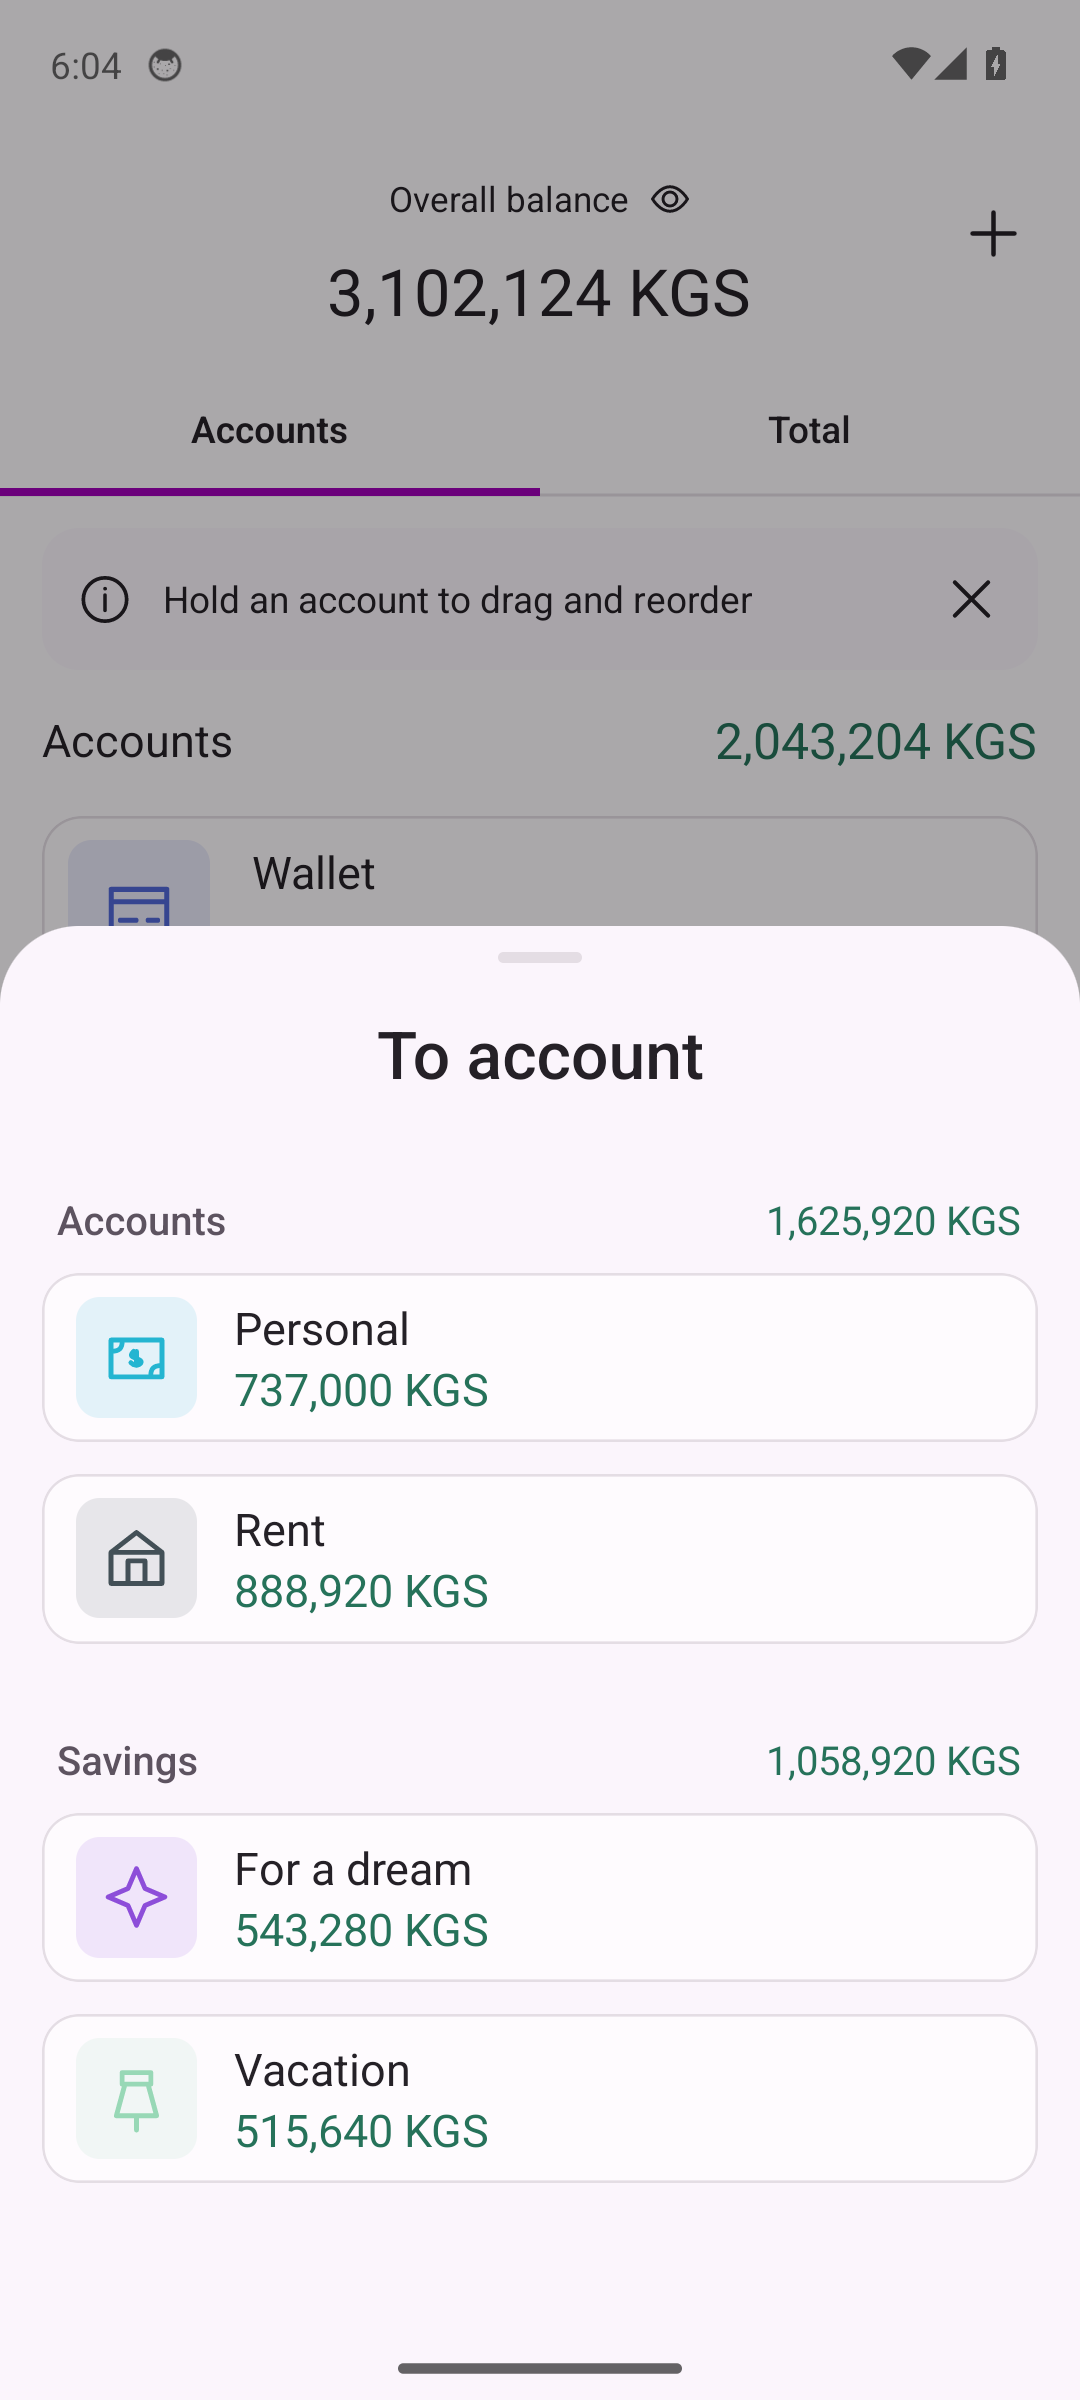 6:04
Overall balance
3,102,124 KGS
Accounts
Total
Hold an account to drag and reorder
Accounts
2,043,204 KGS
Wallet
To account
Accounts
1,625,920 KGS
Personal
737,000 KGS
Rent
888,920 KGS
Savings
1,058,920 KGS
For a dream
543,280 KGS
Vacation
515,640 KGS